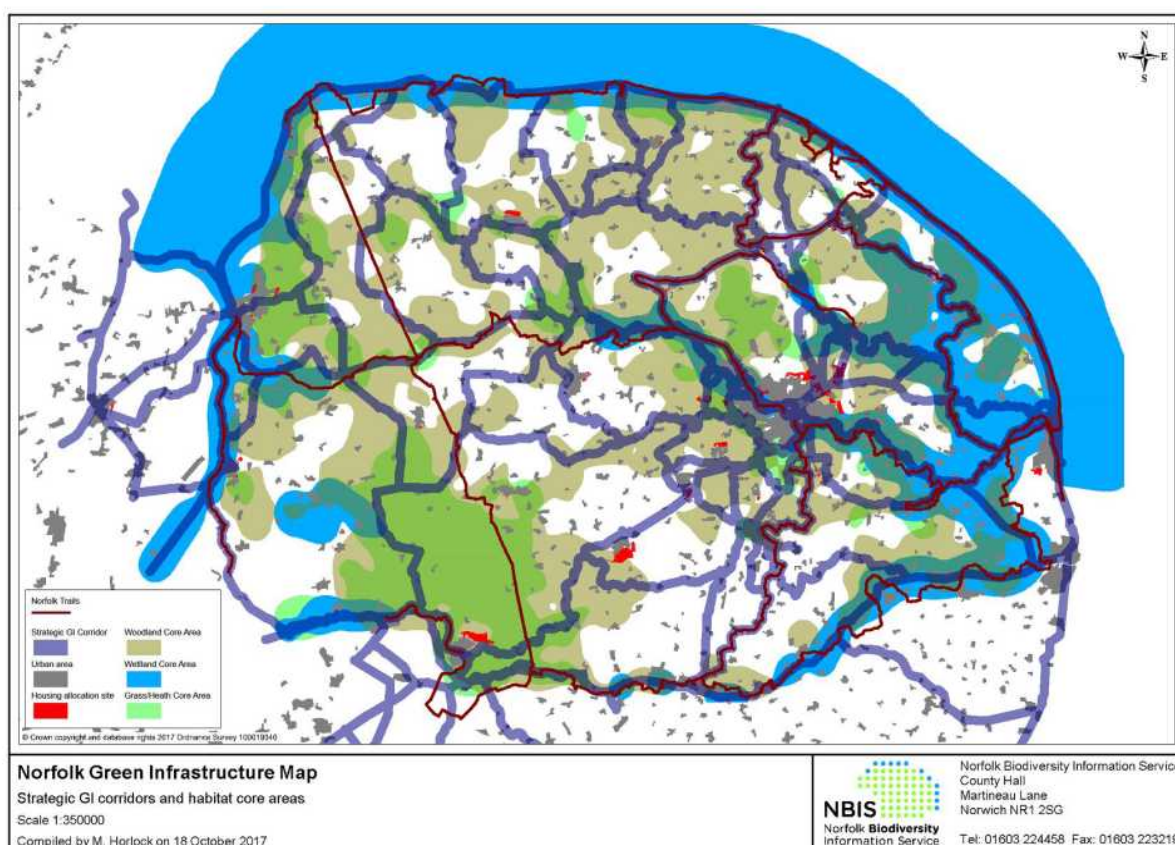 N
W E
S
Norfolk Trails
Strategic GI Corridor
Woodland Core Area
Urban area
Wetland Core Area
Housing allocation site
Grass/Heath Core Area
© Crown copyright and database rights 2017 Ordnance Survey 100019340
Norfolk Green Infrastructure Map
Strategic GI corridors and habitat core areas
Scale 1:350000
Compiled by M. Horlock on 18 October 2017
NBIS
Norfolk Biodiversity
Information Service
Norfolk Biodiversity Information Service
County Hall
Martineau Lane
Norwich NR1 2SG
Tel: 01603 224458 Fax: 01603 223219